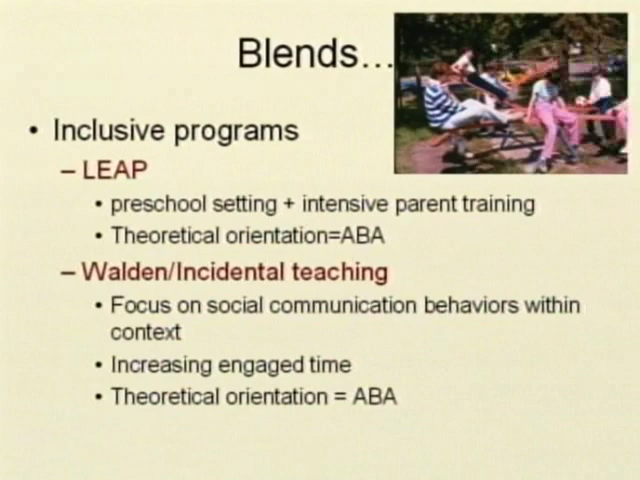 Blends...
• Inclusive programs
– LEAP
• preschool setting + intensive parent training
• Theoretical orientation=ABA
– Walden/Incidental teaching
• Focus on social communication behaviors within
context
• Increasing engaged time
• Theoretical orientation = ABA